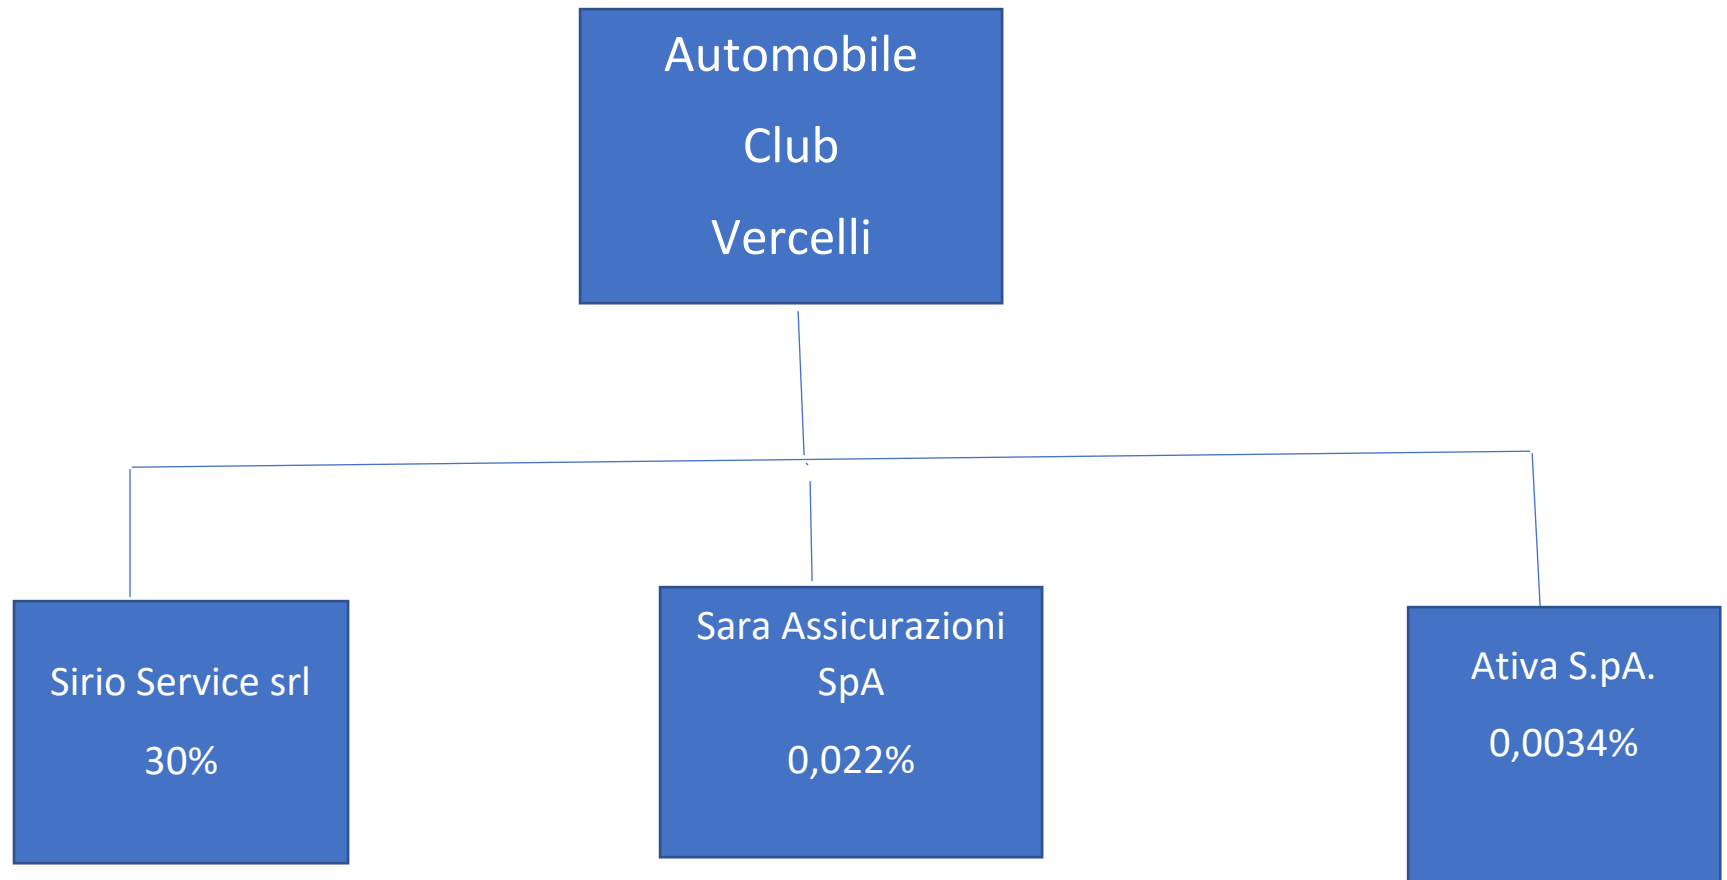 Automobile
Club
Vercelli
Sirio Service srl
30%
Sara Assicurazioni
SpA
0,022%
Ativa S.pA.
0,0034%